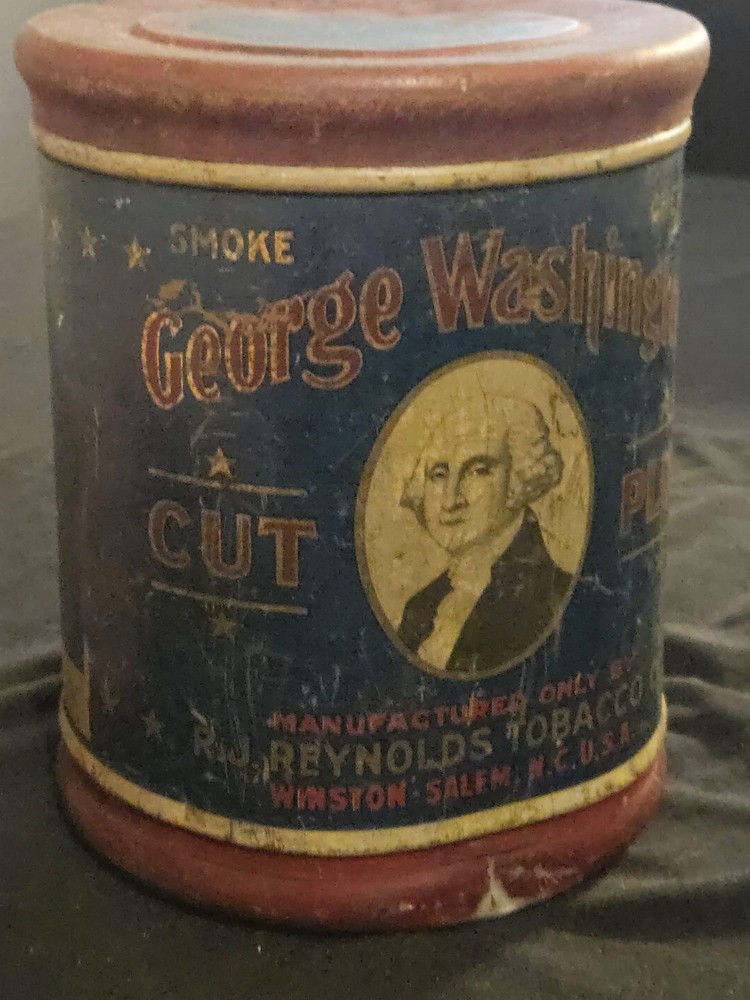 SMOKE
George Washing
CUT
MANUFACTURED ONLY BY
R.J. REYNOLDS TOBACCO
WINSTON-SALEM, N.C. U.S.A.